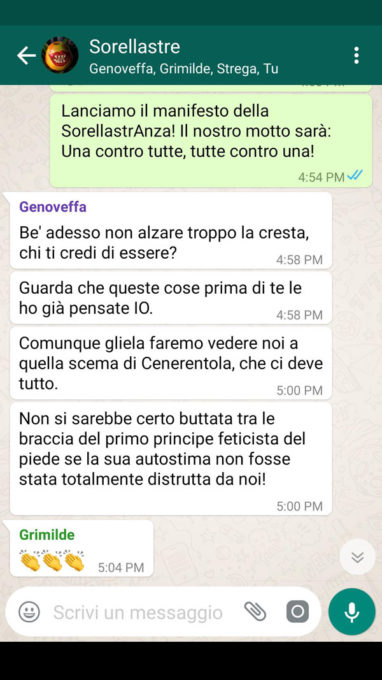 Sorellastre
Genoveffa, Grimilde, Strega, Tu
Lanciamo il manifesto della
SorellastrAnza! Il nostro motto sarà:
Una contro tutte, tutte contro una!
4:54 PM
Genoveffa
Be' adesso non alzare troppo la cresta,
chi ti credi di essere?
4:58 PM
Guarda che queste cose prima di te le
ho già pensate IO.
4:58 PM
Comunque gliela faremo vedere noi a
quella scema di Cenerentola, che ci deve
tutto.
5:00 PM
Non si sarebbe certo buttata tra le
braccia del primo principe feticista del
piede se la sua autostima non fosse
stata totalmente distrutta da noi!
5:00 PM
Grimilde
👏👏👏
5:04 PM
Scrivi un messaggio